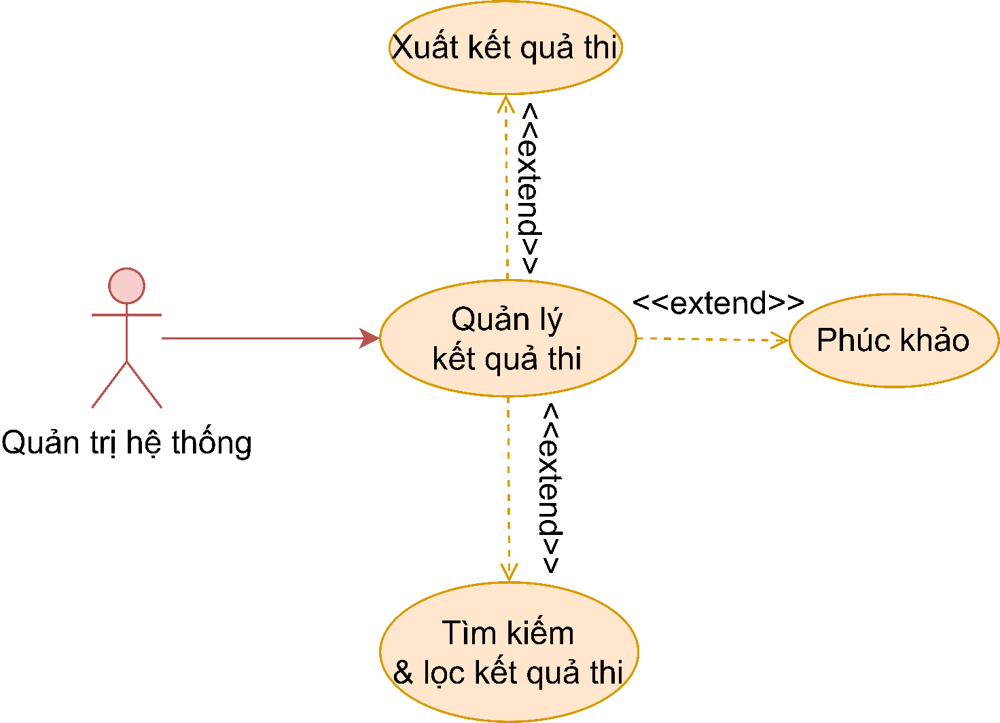 Xuất kết quả thi
<<extend>>
Quản lý
kết quả thi
<<extend>>
Phúc khảo
Quản trị hệ thống
<<extend>>
Tìm kiếm
& lọc kết quả thi